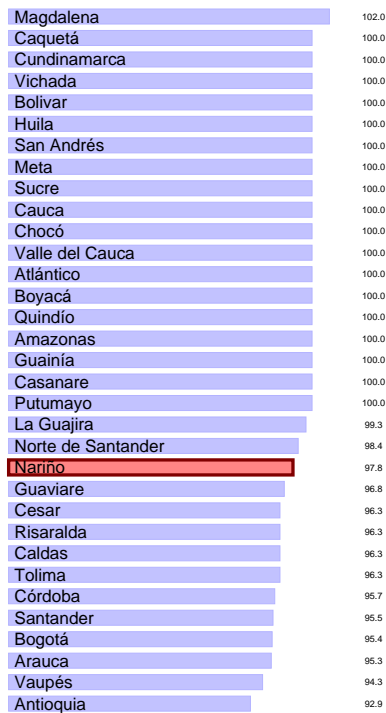 Magdalena 102.0
Caquetá 100.0
Cundinamarca 100.0
Vichada 100.0
Bolivar 100.0
Huila 100.0
San Andrés 100.0
Meta 100.0
Sucre 100.0
Cauca 100.0
Chocó 100.0
Valle del Cauca 100.0
Atlántico 100.0
Boyacá 100.0
Quindío 100.0
Amazonas 100.0
Guainía 100.0
Casanare 100.0
Putumayo 100.0
La Guajira 99.3
Norte de Santander 98.4
Nariño 97.8
Guaviare 96.8
Cesar 96.3
Risaralda 96.3
Caldas 96.3
Tolima 96.3
Córdoba 95.7
Santander 95.5
Bogotá 95.4
Arauca 95.3
Vaupés 94.3
Antioquia 92.9